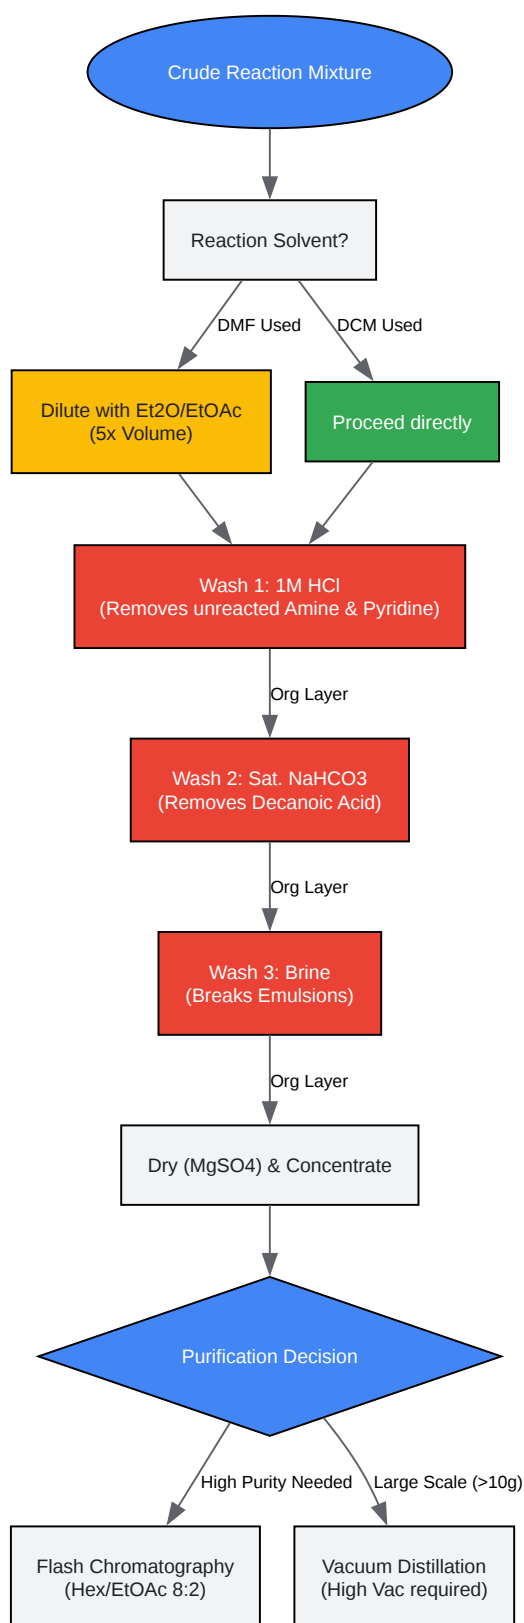 Crude Reaction Mixture
Reaction Solvent?
DMF Used
DCM Used
Dilute with Et2O/EtOAc
(5x Volume)
Proceed directly
Wash 1: 1M HCl
(Removes unreacted Amine & Pyridine)
Org Layer
Wash 2: Sat. NaHCO3
(Removes Decanoic Acid)
Org Layer
Wash 3: Brine
(Breaks Emulsions)
Org Layer
Dry (MgSO4) & Concentrate
Purification Decision
High Purity Needed
Large Scale (>10g)
Flash Chromatography
(Hex/EtOAc 8:2)
Vacuum Distillation
(High Vac required)